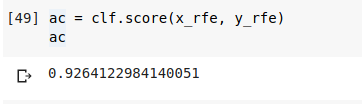 [49] ac = clf.score(x_rfe, y_rfe)
ac
0.9264122984140051